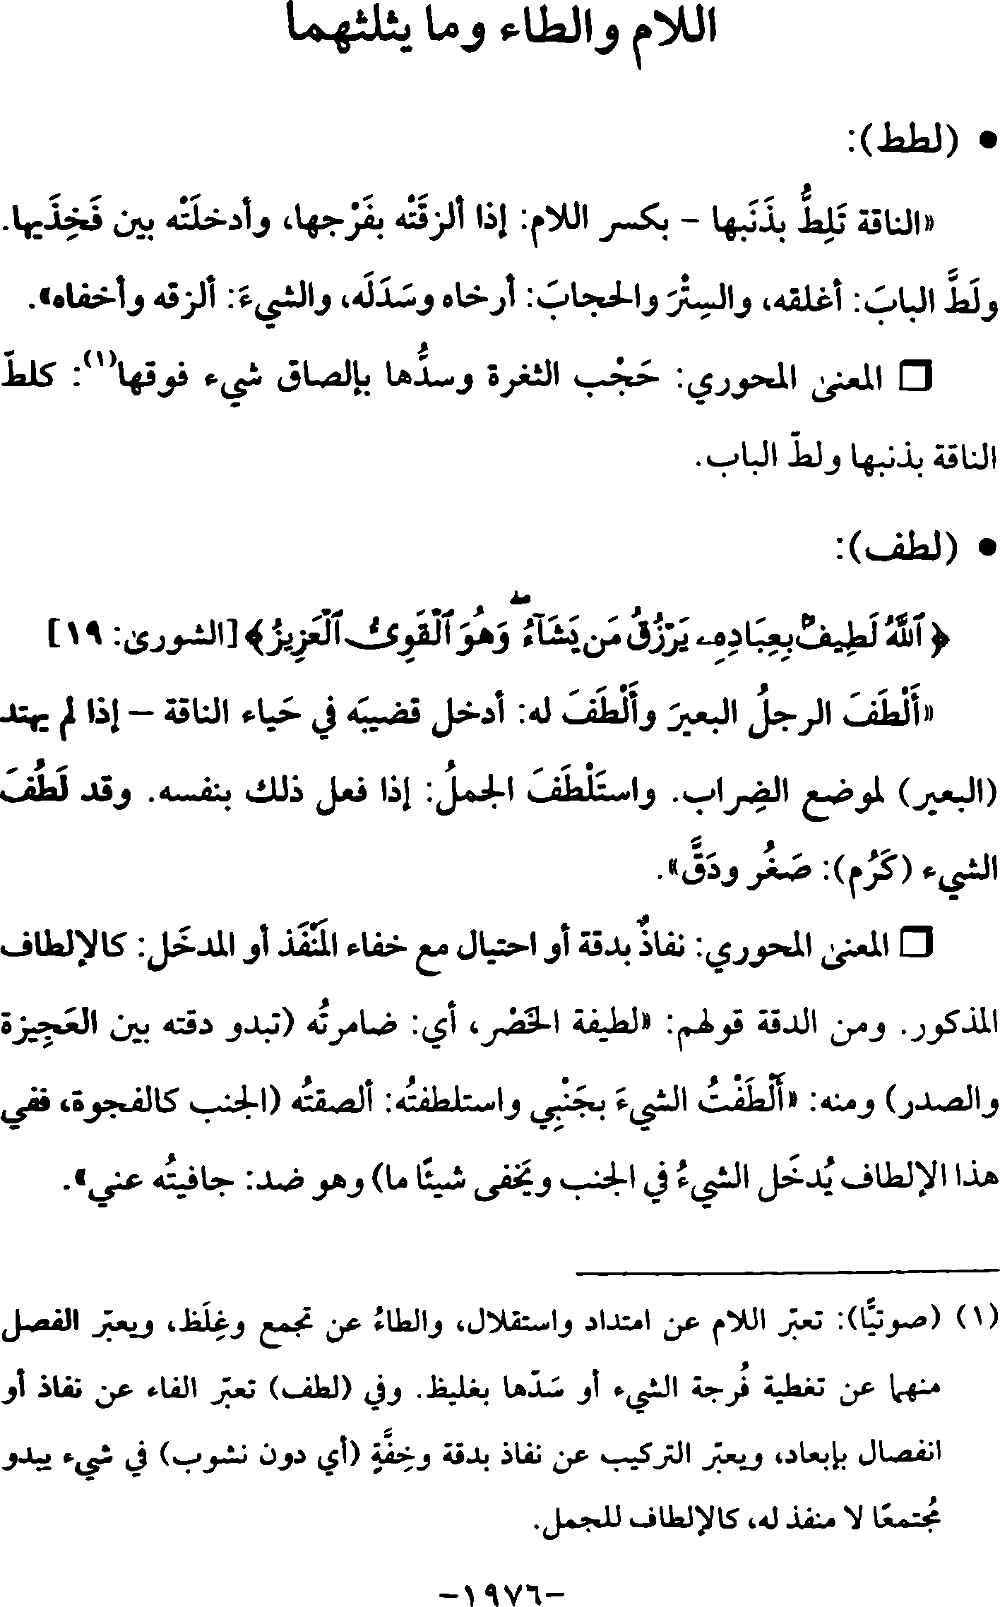 اللام والطاء وما يثلثهما
• (لطط):
«الناقة تَلِطُّ بذَنَبها - بكسر اللام: إذا ألزقَتْه بفَرْجها، وأدخلَتْه بين فَخِذَيها.
ولَطَّ البابَ: أغلقه، والسِتْرَ والحجابَ: أرخاه وسَدَلَه، والشيءَ: ألزقه وأخفاه».
❑ المعنى المحوري: حَجْب الثغرة وسدُّها بإلصاق شيء فوقها(١): كلطّ
الناقة بذنبها ولطّ الباب.
• (لطف):
﴿ٱللَّهُ لَطِيفٌۢ بِعِبَادِهِۦ يَرْزُقُ مَن يَشَآءُ ۖ وَهُوَ ٱلْقَوِىُّ ٱلْعَزِيزُ﴾ [الشورى: ١٩]
«أَلْطَفَ الرجلُ البعيرَ وأَلْطَفَ له: أدخل قضيبَه في حَياء الناقة – إذا لم يهتد
(البعير) لموضع الضِراب. واستَلْطَفَ الجملُ: إذا فعل ذلك بنفسه. وقد لَطُفَ
الشيء (كَرُم): صَغُر ودَقَّ».
❑ المعنى المحوري: نفاذٌ بدقة أو احتيال مع خفاء المَنْفَذ أو المدخَل: كالإلطاف
المذكور. ومن الدقة قولهم: «لطيفة الخَصْر، أي: ضامرتُه (تبدو دقته بين العَجِيزة
والصدر) ومنه: «أَلْطَفْتُ الشيءَ بجَنْبِي واستلطفتُه: ألصقتُه (الجنب كالفجوة، ففي
هذا الإلطاف يُدخَل الشيءُ في الجنب ويَخفى شيئًا ما) وهو ضد: جافيتُه عني».
(١) (صوتيًّا): تعبّر اللام عن امتداد واستقلال، والطاءُ عن تجمع وغِلَظ، ويعبّر الفصل
منهما عن تغطية فُرجة الشيء أو سَدّها بغليظ. وفي (لطف) تعبّر الفاء عن نفاذ أو
انفصال بإبعاد، ويعبّر التركيب عن نفاذ بدقة وخِفَّةٍ (أي دون نشوب) في شيء يبدو
مُجتمعًا لا منفذ له، كالإلطاف للجمل.
-١٩٧٦-